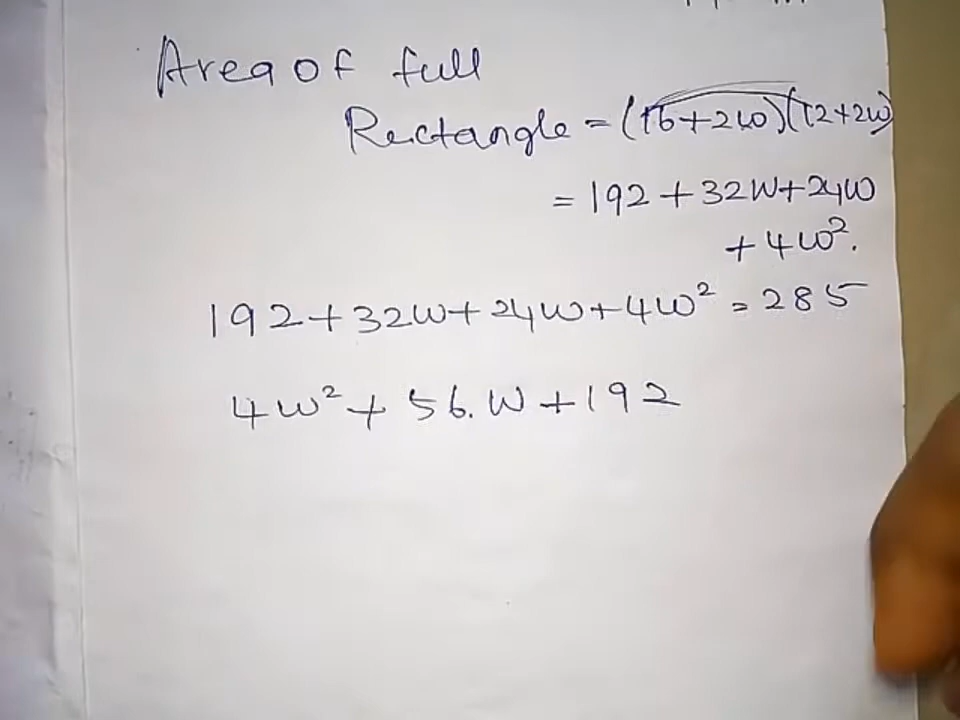 Area of full
Rectangle = (16+2w)(12+2w)
= 192 + 32w + 24w
+ 4w².
192 + 32w + 24w + 4w² = 285
4w² + 56.w + 192